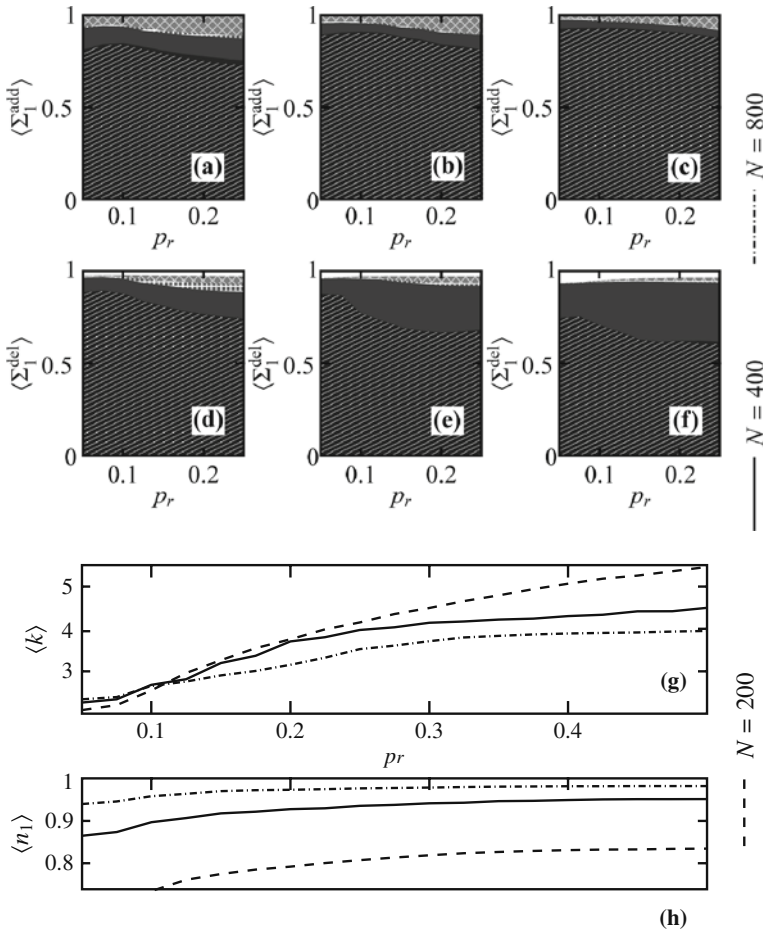 1
0.5
0
⟨Σ₁^add⟩
0.1 0.2
p_r
(a)
1
0.5
0
⟨Σ₁^add⟩
0.1 0.2
p_r
(b)
1
0.5
0
⟨Σ₁^add⟩
0.1 0.2
p_r
(c)
1
0.5
0
⟨Σ₁^del⟩
0.1 0.2
p_r
(d)
1
0.5
0
⟨Σ₁^del⟩
0.1 0.2
p_r
(e)
1
0.5
0
⟨Σ₁^del⟩
0.1 0.2
p_r
(f)
N = 800
N = 400
N = 200
5
4
3
⟨k⟩
(g)
0.1 0.2 0.3 0.4
p_r
1
0.9
0.8
⟨n₁⟩
(h)